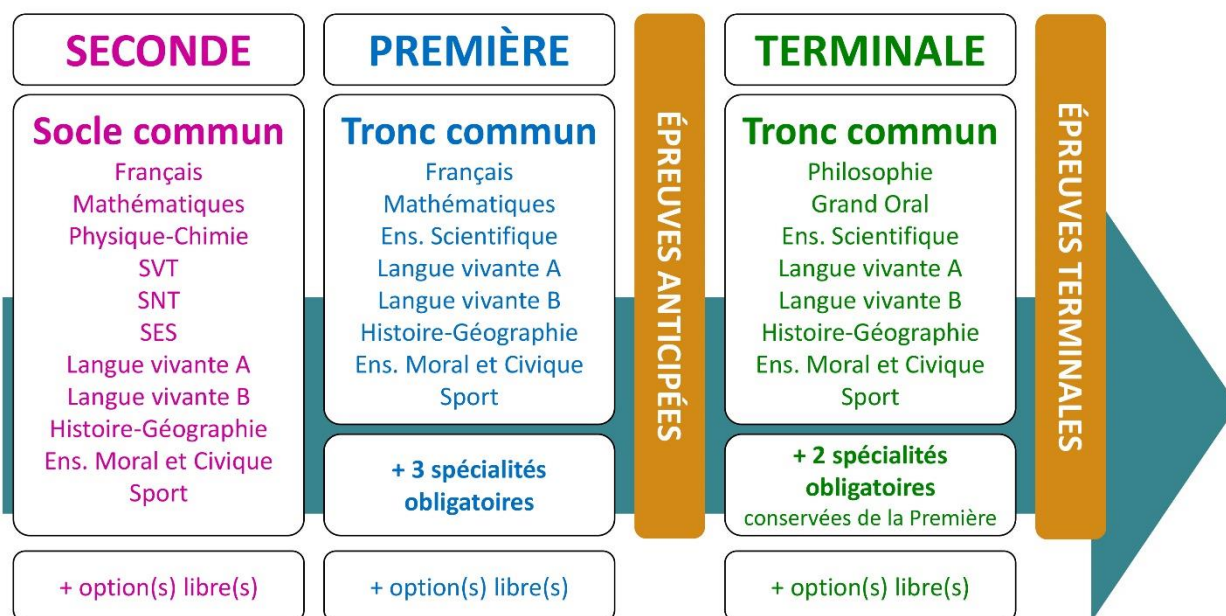 SECONDE
Socle commun
Français
Mathématiques
Physique-Chimie
SVT
SNT
SES
Langue vivante A
Langue vivante B
Histoire-Géographie
Ens. Moral et Civique
Sport
+ option(s) libre(s)
PREMIÈRE
Tronc commun
Français
Mathématiques
Ens. Scientifique
Langue vivante A
Langue vivante B
Histoire-Géographie
Ens. Moral et Civique
Sport
+ 3 spécialités
obligatoires
+ option(s) libre(s)
ÉPREUVES ANTICIPÉES
TERMINALE
Tronc commun
Philosophie
Grand Oral
Ens. Scientifique
Langue vivante A
Langue vivante B
Histoire-Géographie
Ens. Moral et Civique
Sport
+ 2 spécialités
obligatoires
conservées de la Première
+ option(s) libre(s)
ÉPREUVES TERMINALES